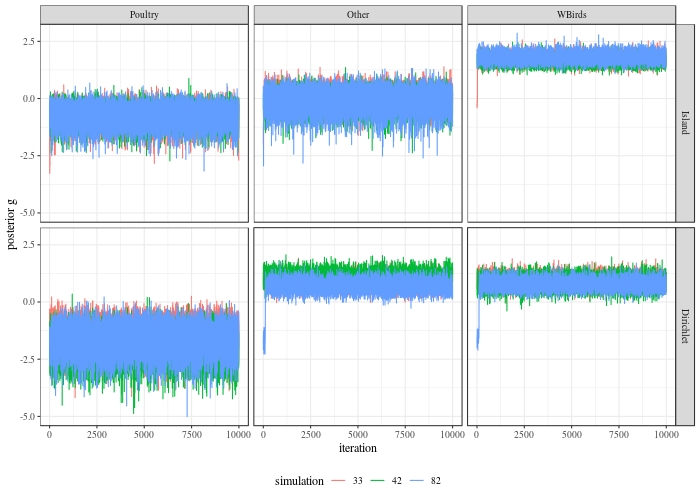 Poultry Other WBirds
2.5
0.0
-2.5
-5.0
Island
2.5
0.0
-2.5
-5.0
Dirichlet
posterior g
0 2500 5000 7500 10000 0 2500 5000 7500 10000 0 2500 5000 7500 10000
iteration
simulation 33 42 82